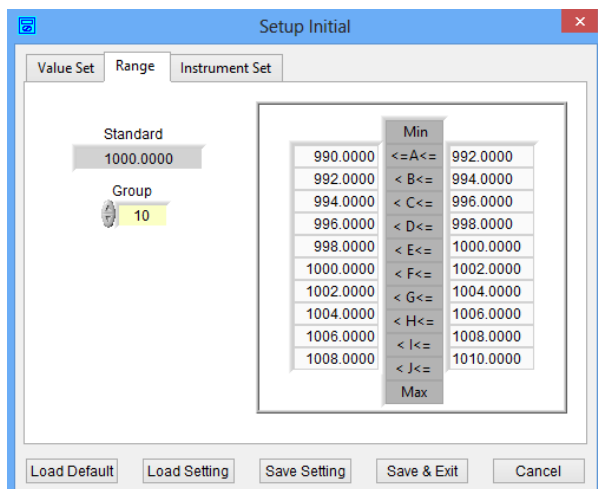 Setup Initial
Value Set Range Instrument Set
Standard
1000.0000
Group
10
Min
990.0000 <=A<= 992.0000
992.0000 < B<= 994.0000
994.0000 < C<= 996.0000
996.0000 < D<= 998.0000
998.0000 < E<= 1000.0000
1000.0000 < F<= 1002.0000
1002.0000 < G<= 1004.0000
1004.0000 < H<= 1006.0000
1006.0000 < I<= 1008.0000
1008.0000 < J<= 1010.0000
Max
Load Default Load Setting Save Setting Save & Exit Cancel